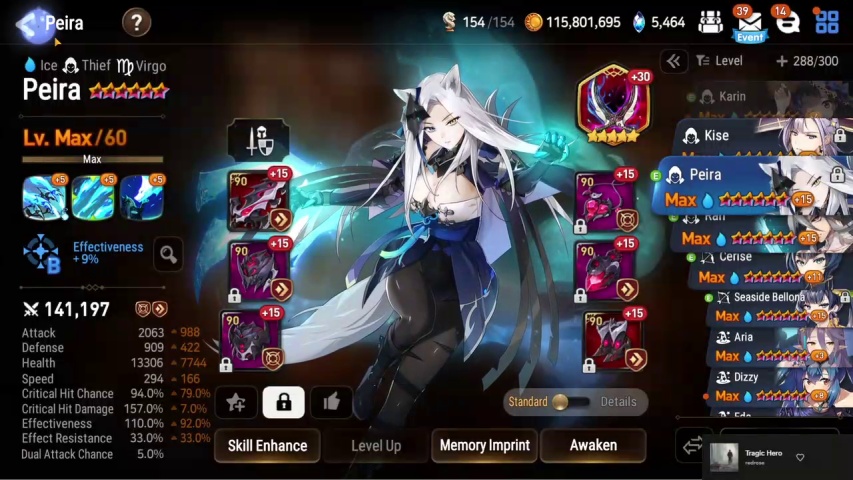 Peira
?
154/154
115,801,695
5,464
39
14
Event
Ice Thief Virgo
Peira
Lv. Max/60
Max
+5 +5 +5
Effectiveness
+9%
B
141,197
Attack 2063 988
Defense 909 422
Health 13306 7744
Speed 294 166
Critical Hit Chance 94.0% 79.0%
Critical Hit Damage 157.0% 7.0%
Effectiveness 110.0% 92.0%
Effect Resistance 33.0% 33.0%
Dual Attack Chance 5.0%
90 +15
90 +15
90 +15
+30
90 +15
90 +15
90 +15
Standard Details
Skill Enhance
Level Up
Memory Imprint
Awaken
Level
+ 288/300
Karin
Kise
Peira
Max +15
Ran
Max +15
Cerise
Max +11
Seaside Bellona
Max +15
Aria
Max +3
Dizzy
Max +8
Tragic Hero
redrose